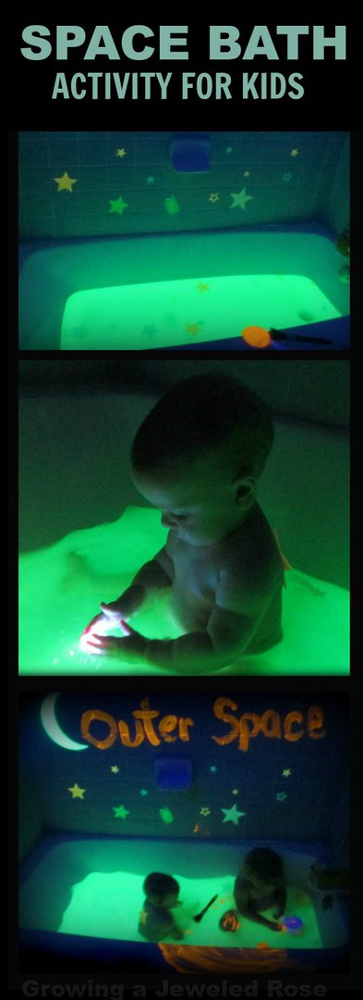 SPACE BATH
ACTIVITY FOR KIDS
Outer Space
Growing a Jeweled Rose